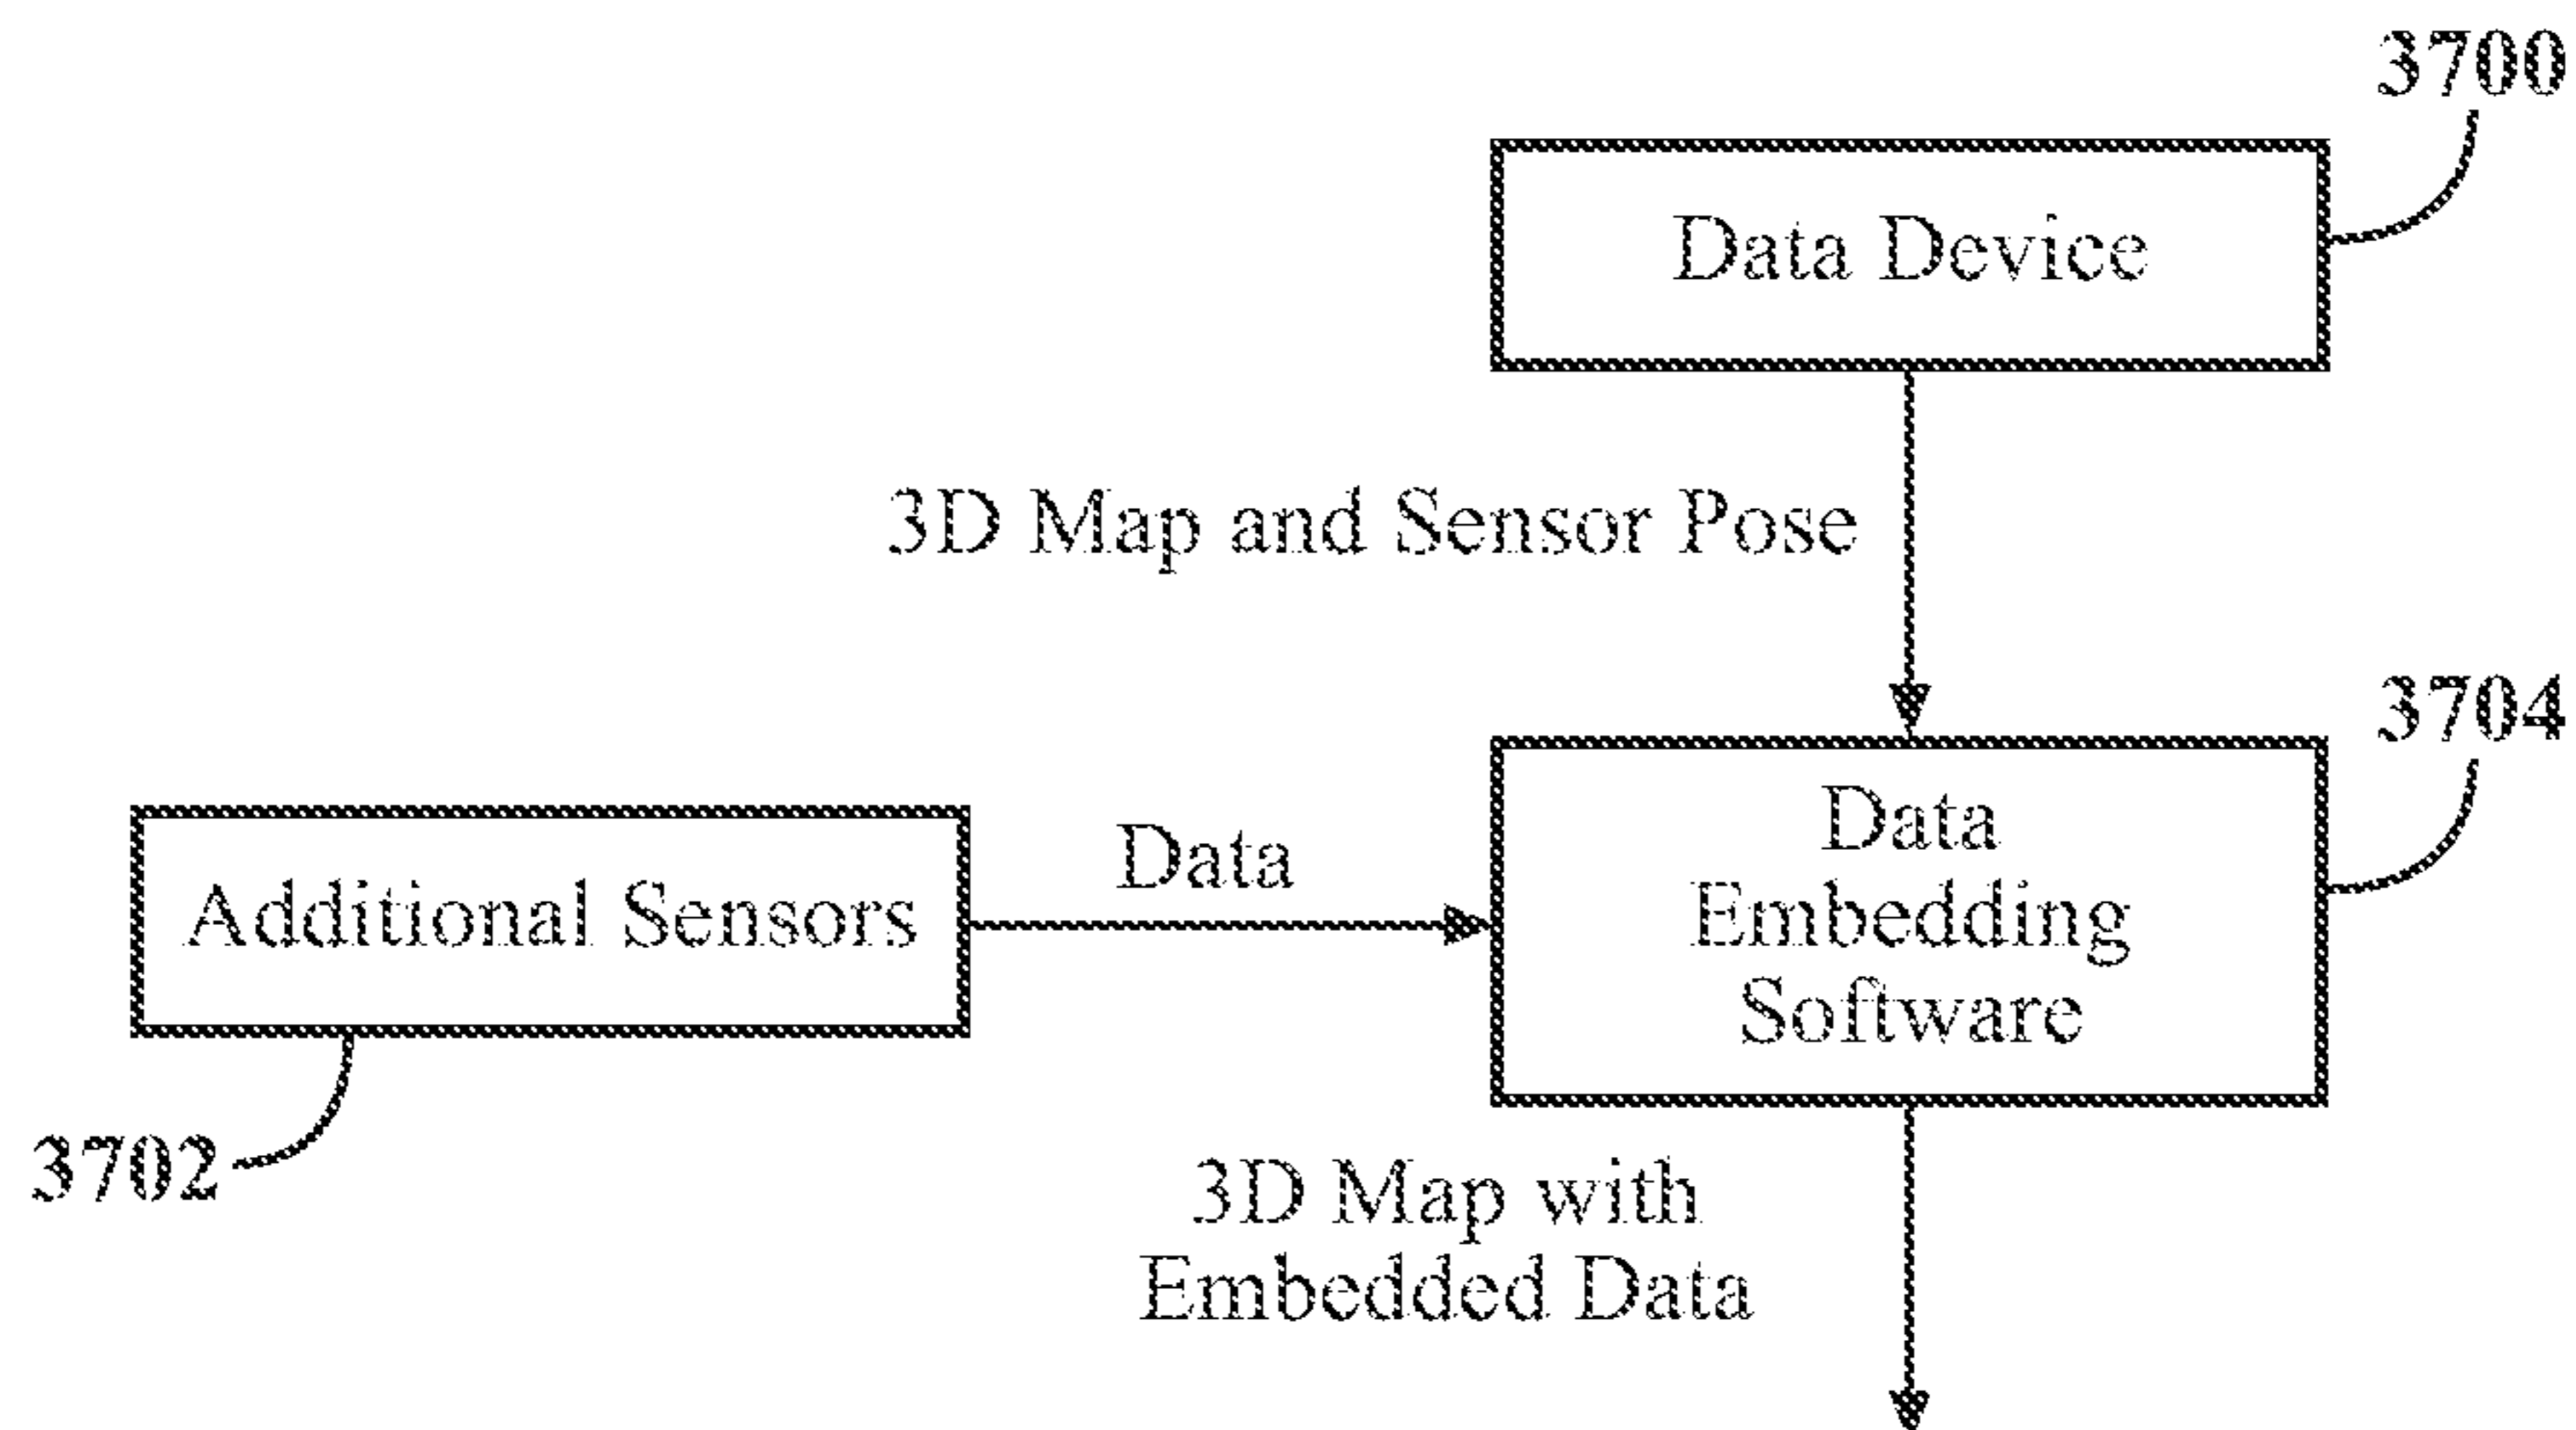 3700
Data Device
3D Map and Sensor Pose
3704
Data
Embedding
Software
Data
Additional Sensors
3702
3D Map with
Embedded Data